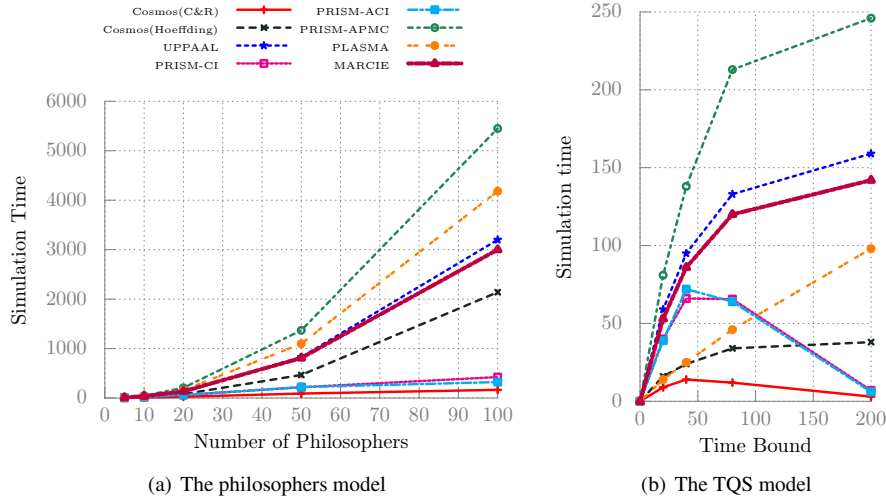 Cosmos(C&R)
Cosmos(Hoeffding)
UPPAAL
PRISM-CI
PRISM-ACI
PRISM-APMC
PLASMA
MARCIE
6000
5000
4000
3000
2000
1000
0
Simulation Time
0 10 20 30 40 50 60 70 80 90 100
Number of Philosophers
(a) The philosophers model
250
200
150
100
50
0
Simulation time
0 50 100 150 200
Time Bound
(b) The TQS model